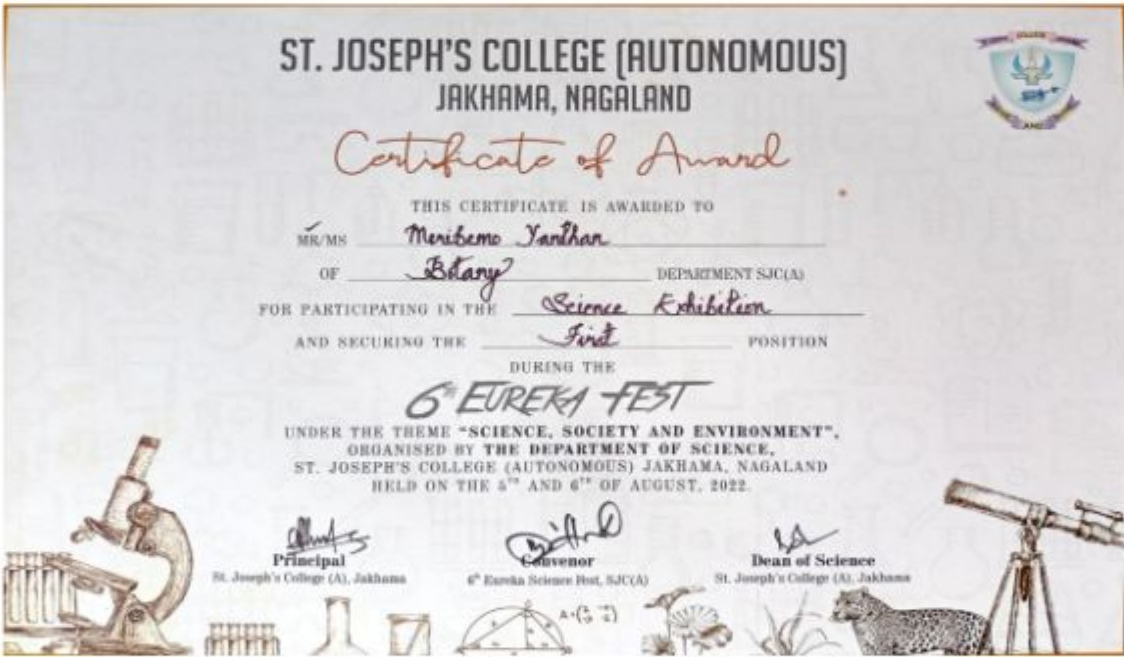 ST. JOSEPH'S COLLEGE (AUTONOMOUS)
JAKHAMA, NAGALAND
COLLEGE
AND
Certificate of Award
THIS CERTIFICATE IS AWARDED TO
MR/MS Meribemo Yanthan
OF Botany DEPARTMENT SJC(A)
FOR PARTICIPATING IN THE Science Exhibition
AND SECURING THE First POSITION
DURING THE
6TH EUREKA FEST
UNDER THE THEME "SCIENCE, SOCIETY AND ENVIRONMENT",
ORGANISED BY THE DEPARTMENT OF SCIENCE,
ST. JOSEPH'S COLLEGE (AUTONOMOUS) JAKHAMA, NAGALAND
HELD ON THE 5TH AND 6TH OF AUGUST, 2022.
Principal Convenor Dean of Science
St. Joseph's College (A), Jakhama 6th Eureka Science Fest, SJC(A) St. Joseph's College (A), Jakhama